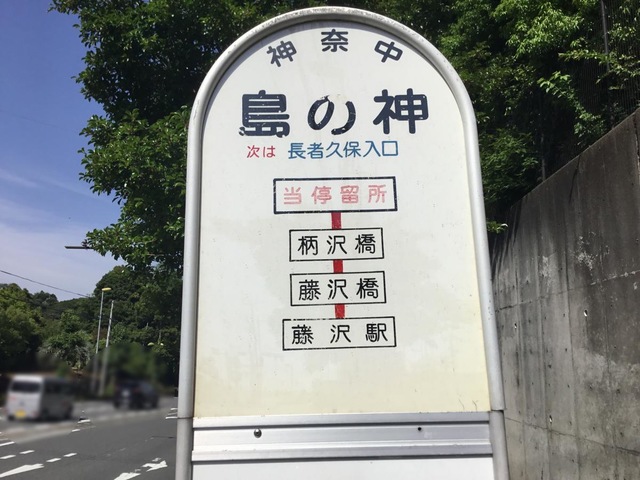 神奈中
島の神
次は 長者久保入口
当停留所
柄沢橋
藤沢橋
藤沢駅